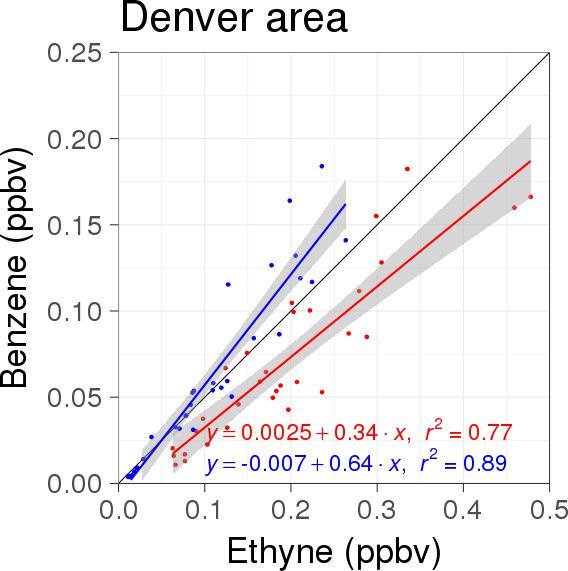 Denver area
0.25
0.20
0.15
0.10
0.05
0.00
Benzene (ppbv)
y = 0.0025 + 0.34 · x, r² = 0.77
y = -0.007 + 0.64 · x, r² = 0.89
0.0 0.1 0.2 0.3 0.4 0.5
Ethyne (ppbv)